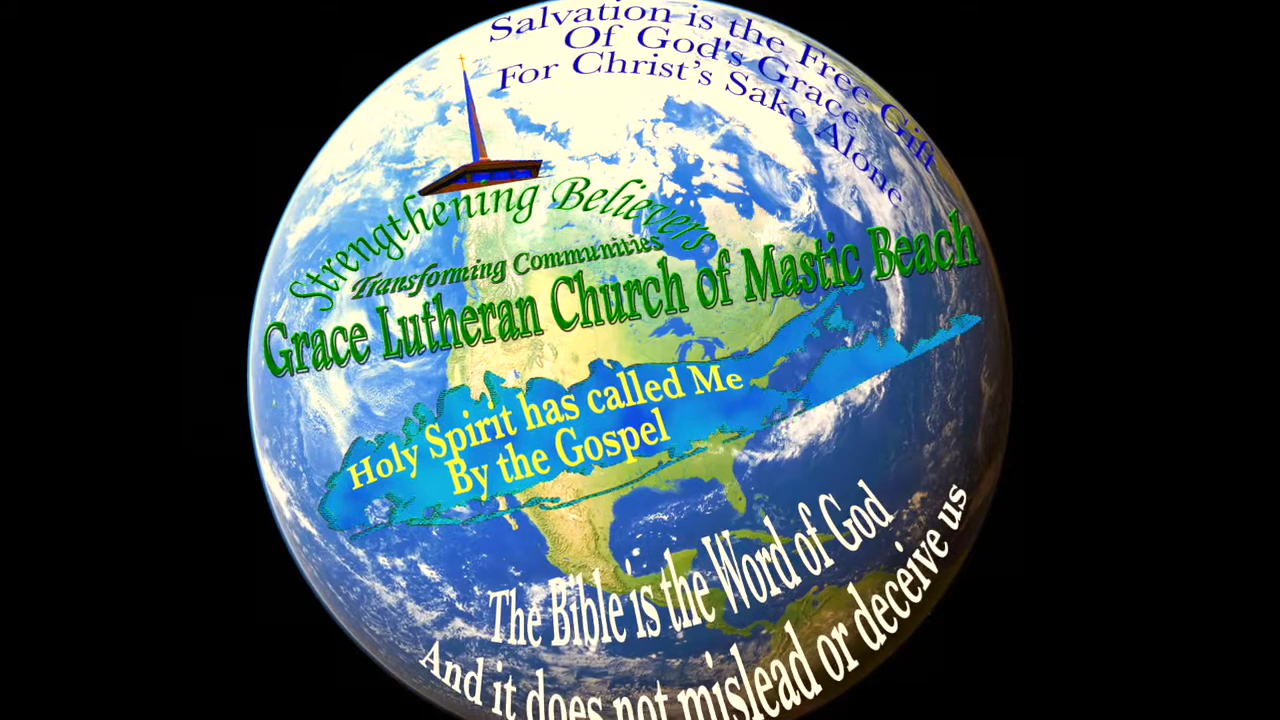 Salvation is the Free Gift
Of God's Grace
For Christ's Sake Alone
Strengthening Believers
Transforming Communities
Grace Lutheran Church of Mastic Beach
Holy Spirit has called Me
By the Gospel
The Bible is the Word of God
And it does not mislead or deceive us